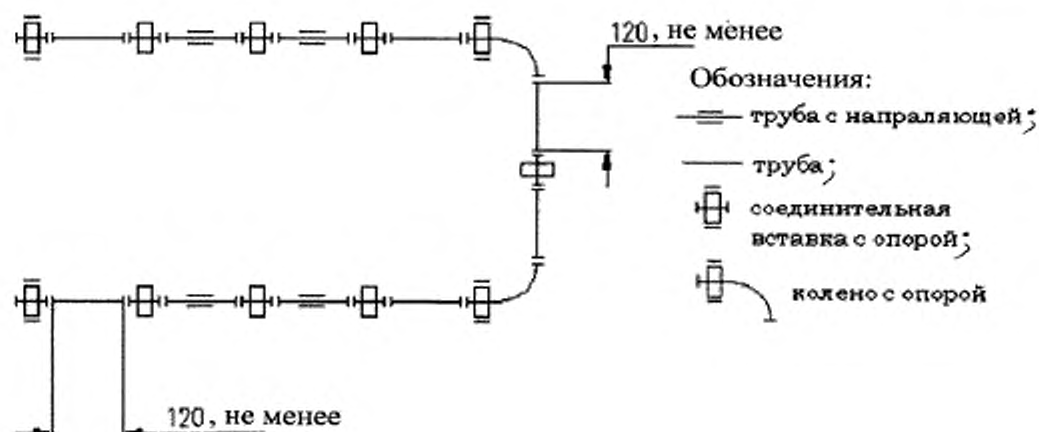 120, не менее
Обозначения:
труба с напраляющей;
труба;
соединительная
вставка с опорой;
колено с опорой
120, не менее